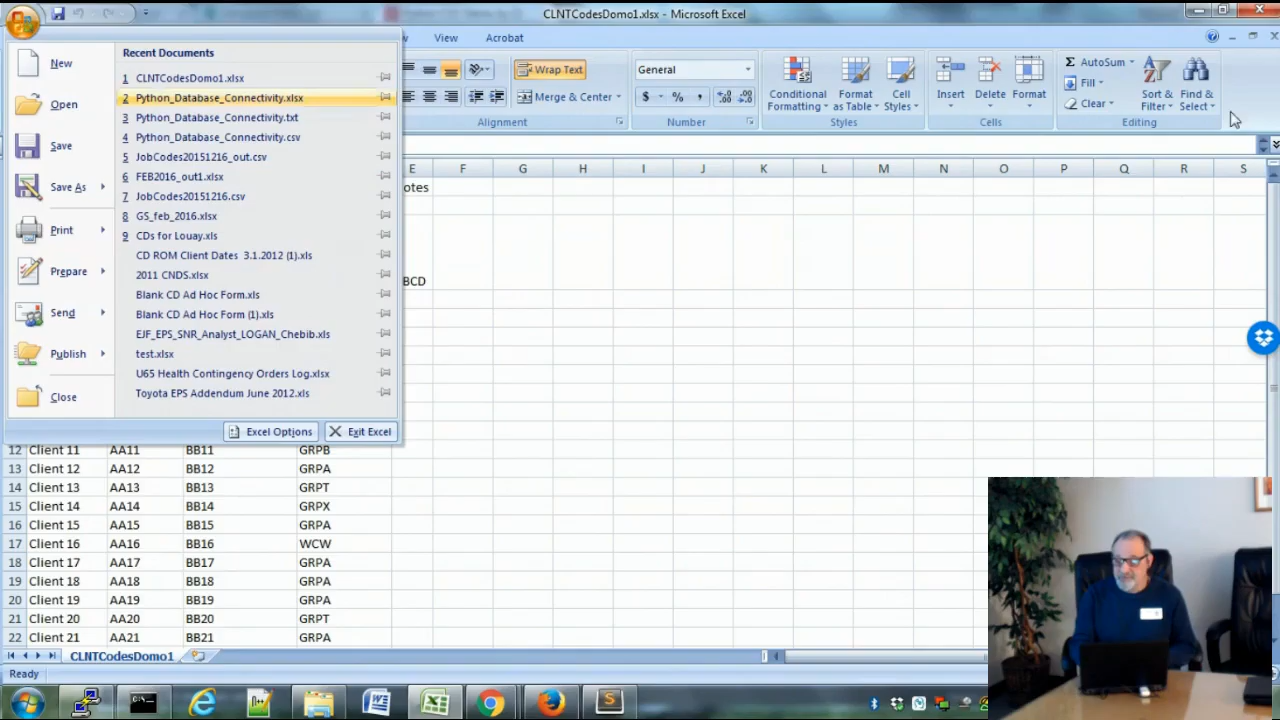 CLNTCodesDomo1.xlsx - Microsoft Excel
View Acrobat
New
Open
Save
Save As
Print
Prepare
Send
Publish
Close
Recent Documents
1 CLNTCodesDomo1.xlsx
2 Python_Database_Connectivity.xlsx
3 Python_Database_Connectivity.txt
4 Python_Database_Connectivity.csv
5 JobCodes20151216_out.csv
6 FEB2016_out1.xlsx
7 JobCodes20151216.csv
8 GS_feb_2016.xlsx
9 CDs for Louay.xls
CD ROM Client Dates 3.1.2012 (1).xls
2011 CNDS.xlsx
Blank CD Ad Hoc Form.xls
Blank CD Ad Hoc Form (1).xls
EJF_EPS_SNR_Analyst_LOGAN_Chebib.xls
test.xlsx
U65 Health Contingency Orders Log.xlsx
Toyota EPS Addendum June 2012.xls
Excel Options Exit Excel
Wrap Text
Merge & Center
Alignment
General
$ % ,
Number
Conditional Formatting
Format as Table
Cell Styles
Styles
Insert Delete Format
Cells
Σ AutoSum
Fill
Clear
Sort & Filter
Find & Select
Editing
E F G H I J K L M N O P Q R S
otes
BCD
12 Client 11 AA11 BB11 GRPB
13 Client 12 AA12 BB12 GRPA
14 Client 13 AA13 BB13 GRPT
15 Client 14 AA14 BB14 GRPX
16 Client 15 AA15 BB15 GRPA
17 Client 16 AA16 BB16 WCW
18 Client 17 AA17 BB17 GRPA
19 Client 18 AA18 BB18 GRPA
20 Client 19 AA19 BB19 GRPA
21 Client 20 AA20 BB20 GRPT
22 Client 21 AA21 BB21 GRPA
CLNTCodesDomo1
Ready